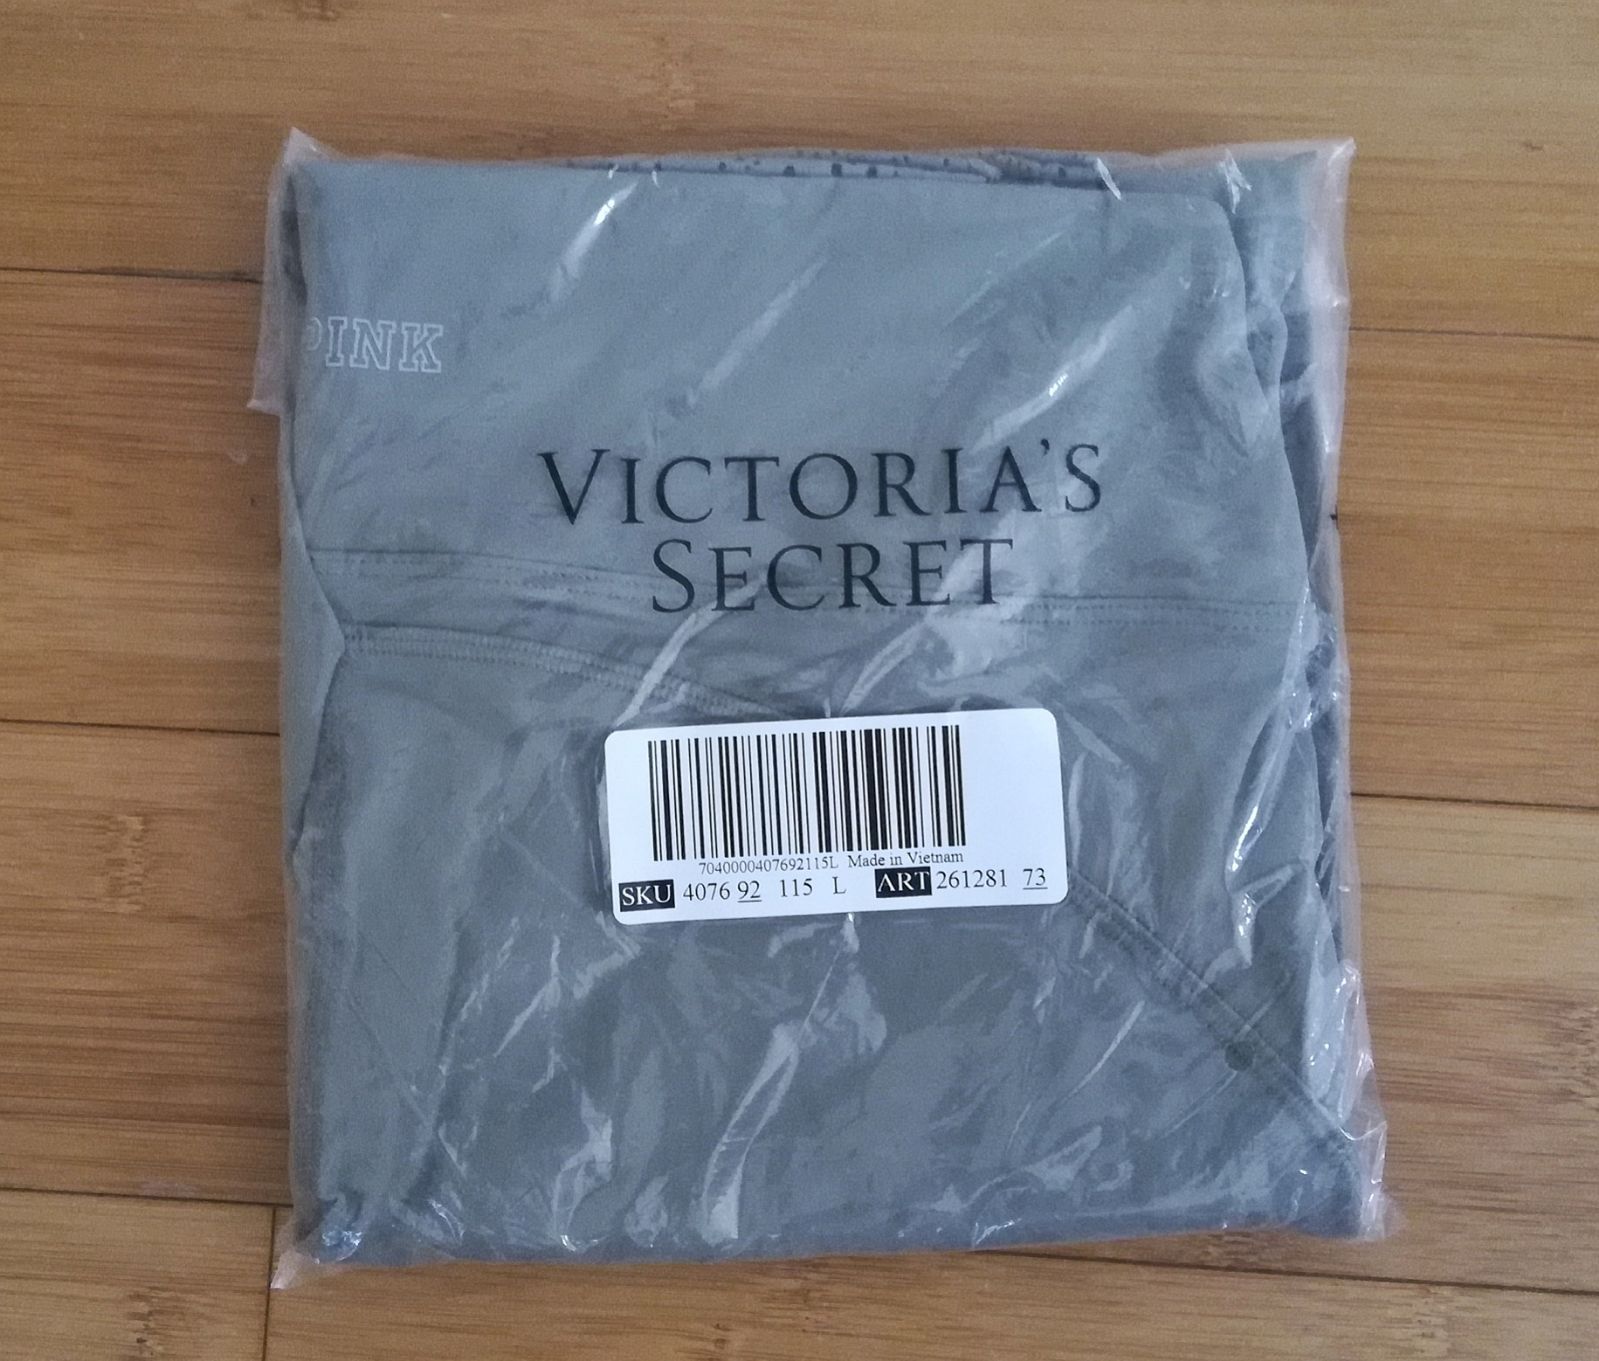 PINK
VICTORIA'S
SECRET
7040000407692115L Made in Vietnam
SKU 4076 92 115 L ART 261281 73